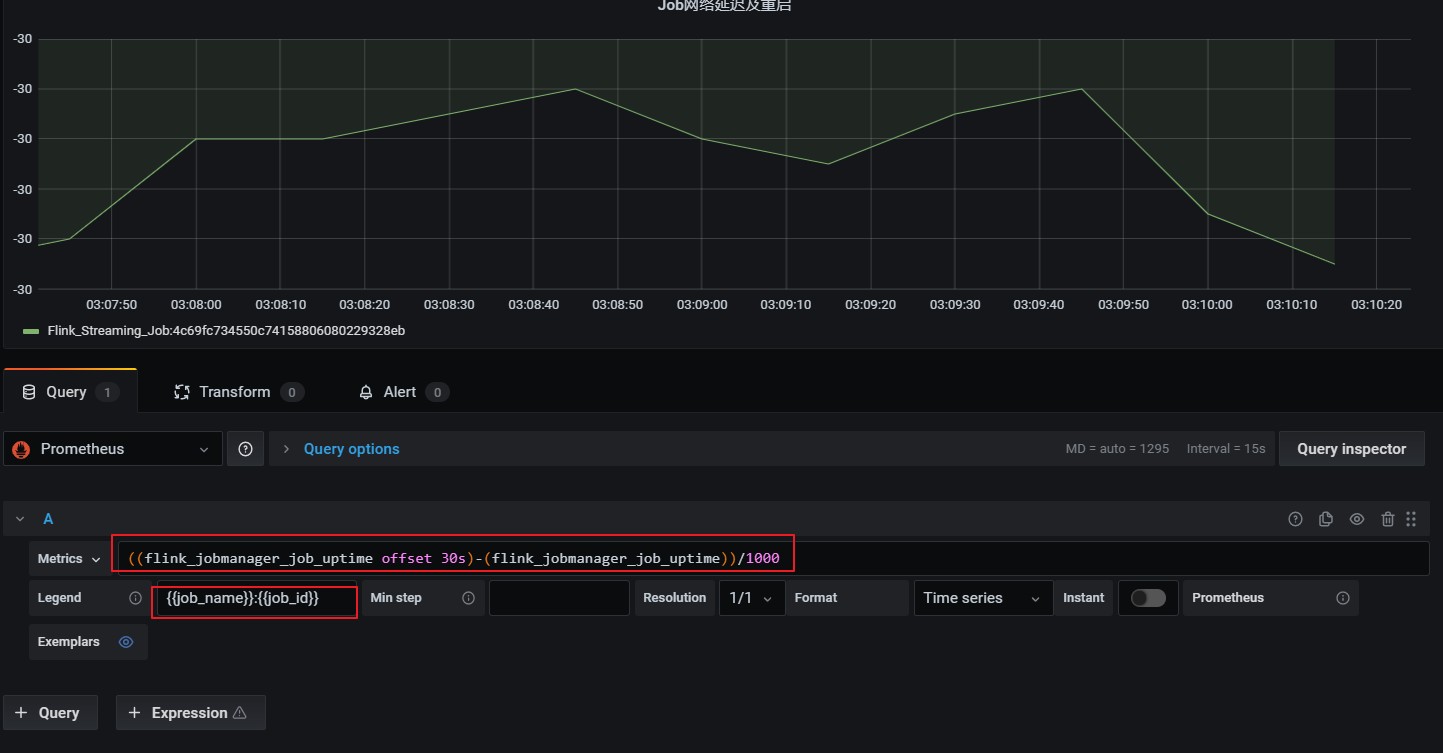 Job网络延迟及重启
-30
-30
-30
-30
-30
-30
03:07:50 03:08:00 03:08:10 03:08:20 03:08:30 03:08:40 03:08:50 03:09:00 03:09:10 03:09:20 03:09:30 03:09:40 03:09:50 03:10:00 03:10:10 03:10:20
Flink_Streaming_Job:4c69fc734550c74158806080229328eb
Query 1 Transform 0 Alert 0
Prometheus Query options MD = auto = 1295 Interval = 15s Query inspector
A
Metrics ((flink_jobmanager_job_uptime offset 30s)-(flink_jobmanager_job_uptime))/1000
Legend {{job_name}}:{{job_id}} Min step Resolution 1/1 Format Time series Instant Prometheus
Exemplars
+ Query + Expression